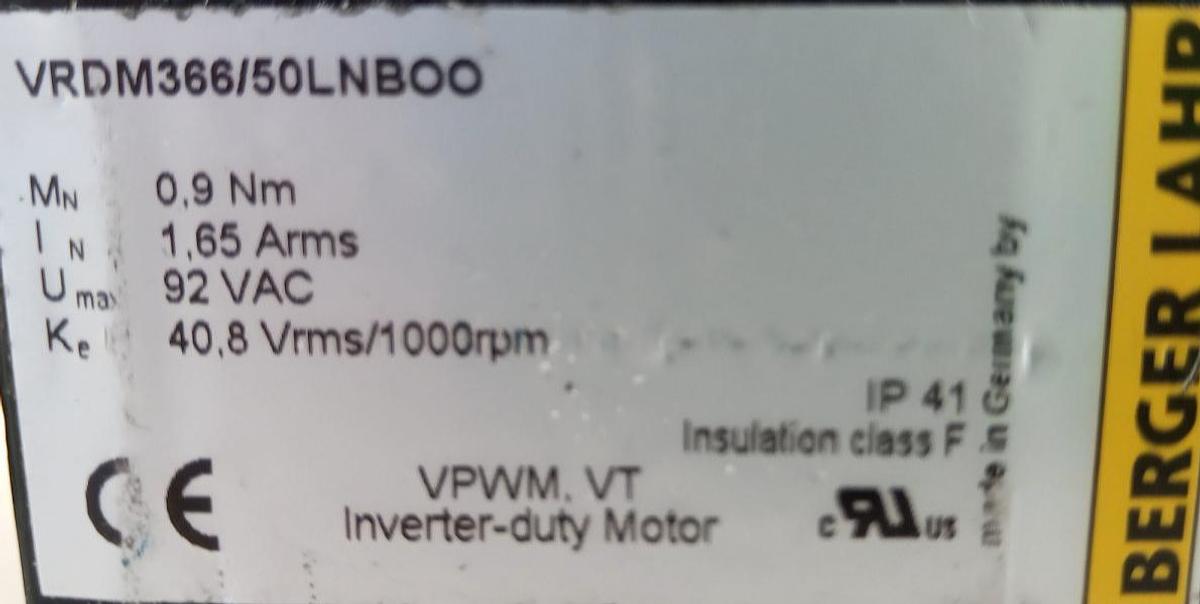 VRDM366/50LNBOO
MN 0,9 Nm
IN 1,65 Arms
Umax 92 VAC
Ke 40,8 Vrms/1000rpm
IP 41
Insulation class F
VPWM, VT
Inverter-duty Motor
CE
c RU US
made in Germany by
BERGER LAHR